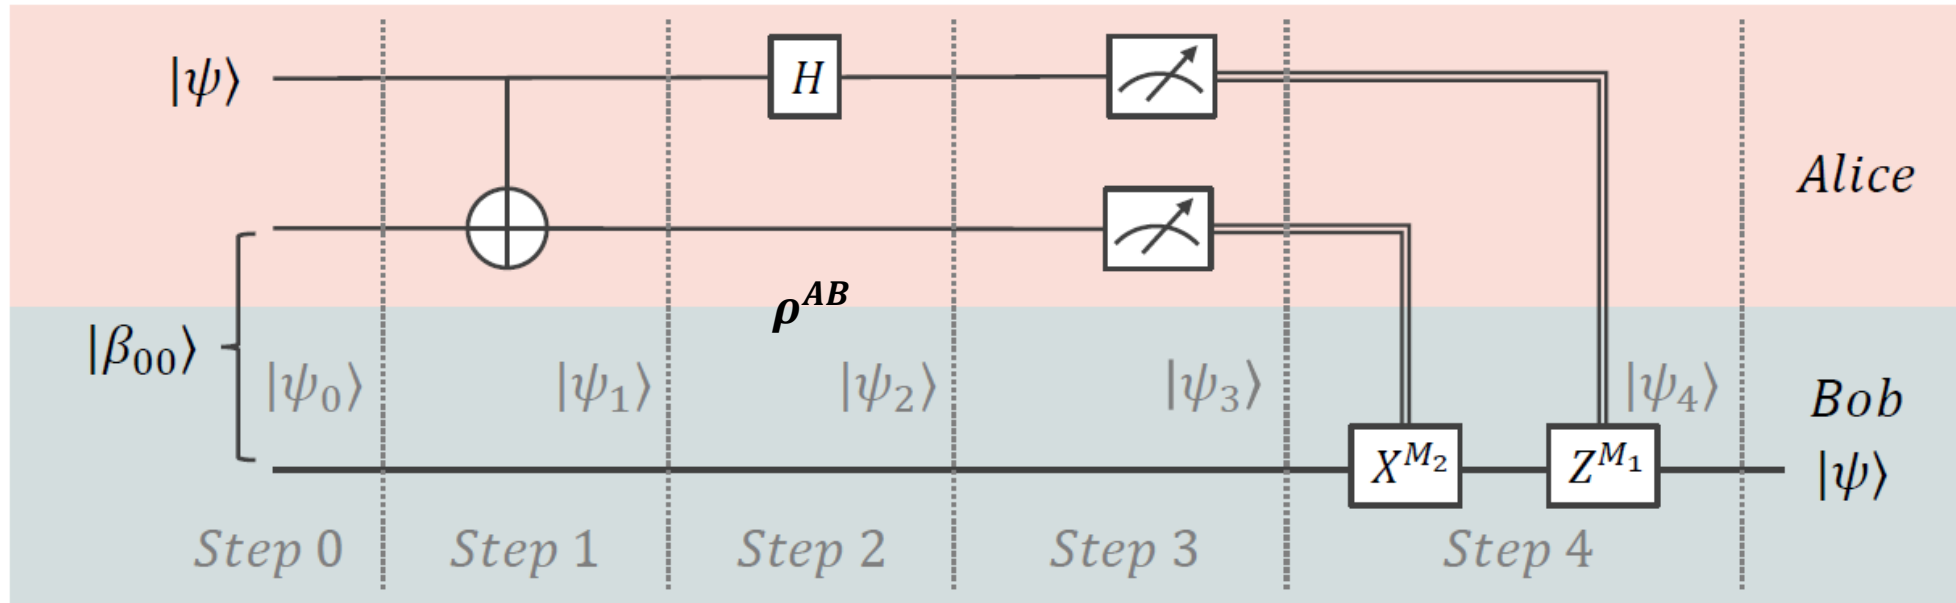 |ψ⟩
H
Alice
ρ^{AB}
|β₀₀⟩
|ψ₀⟩ |ψ₁⟩ |ψ₂⟩ |ψ₃⟩ |ψ₄⟩
Bob
X^{M₂} Z^{M₁} |ψ⟩
Step 0 Step 1 Step 2 Step 3 Step 4